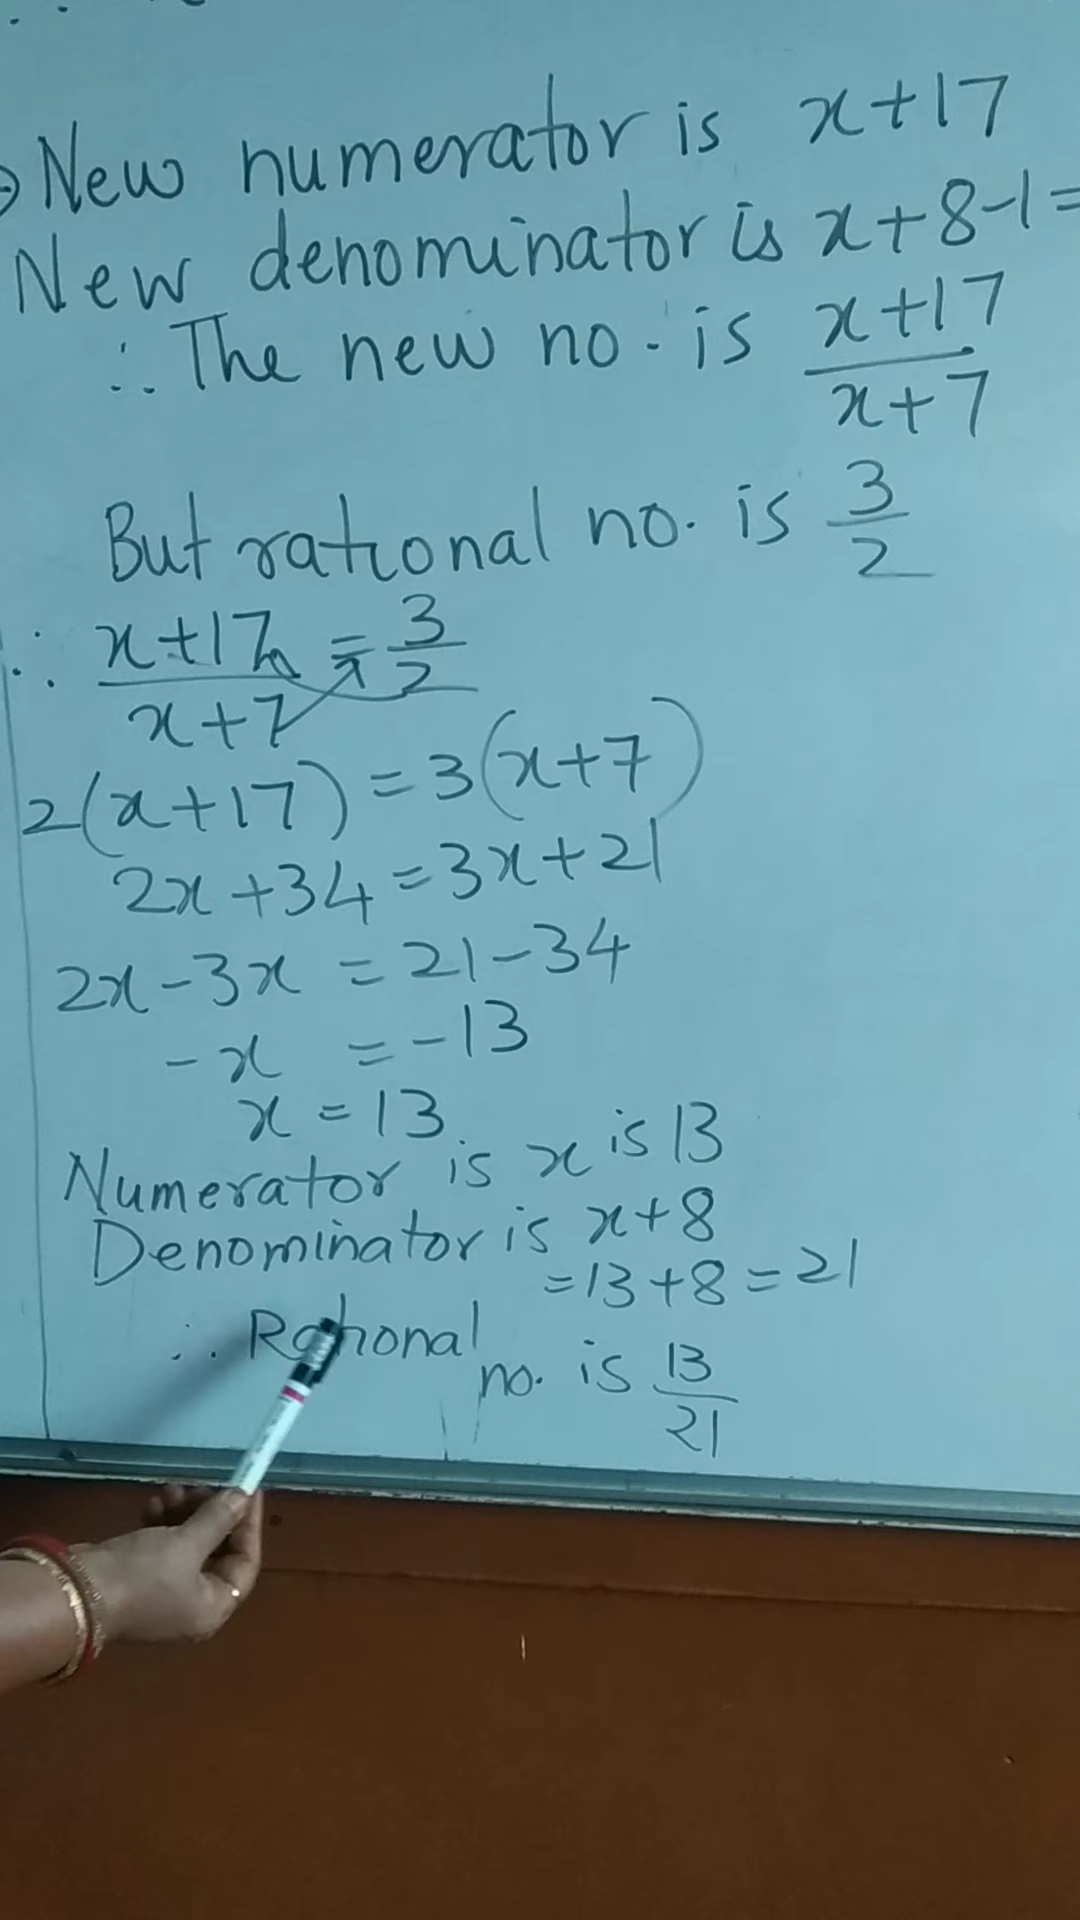 New numerator is x+17
New denominator is x+8-1=
∴ The new no. is x+17/x+7
But rational no. is 3/2
∴ x+17/x+7 = 3/2
2(x+17) = 3(x+7)
2x+34 = 3x+21
2x-3x = 21-34
-x = -13
x = 13
Numerator is x is 13
Denominator is x+8
=13+8=21
∴ Rational no. is 13/21